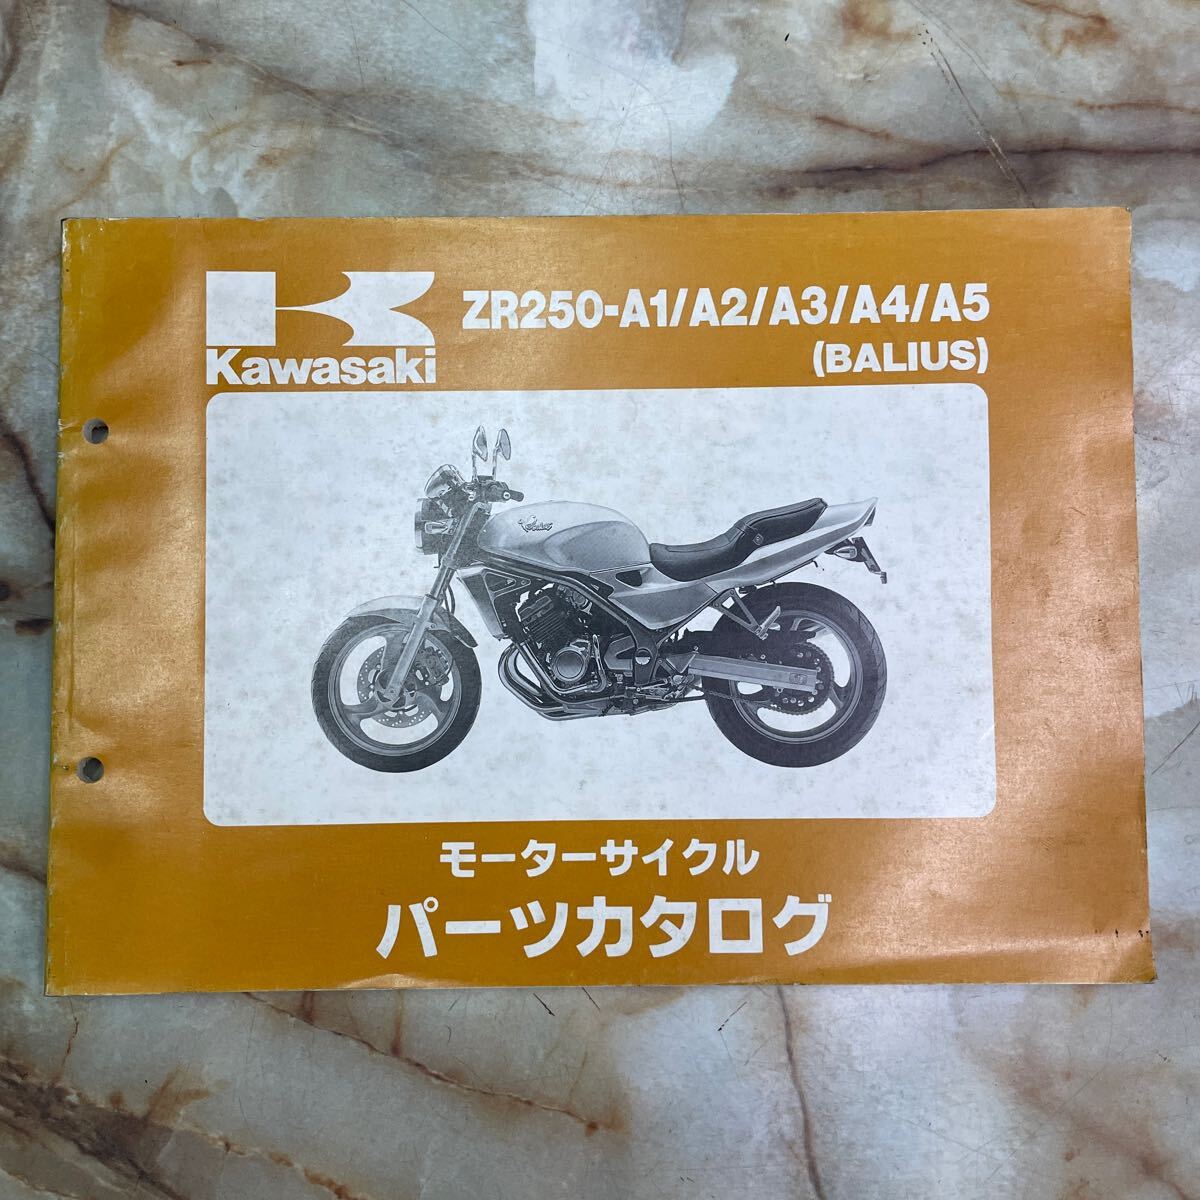 Kawasaki
ZR250-A1/A2/A3/A4/A5
(BALIUS)
モーターサイクル
パーツカタログ